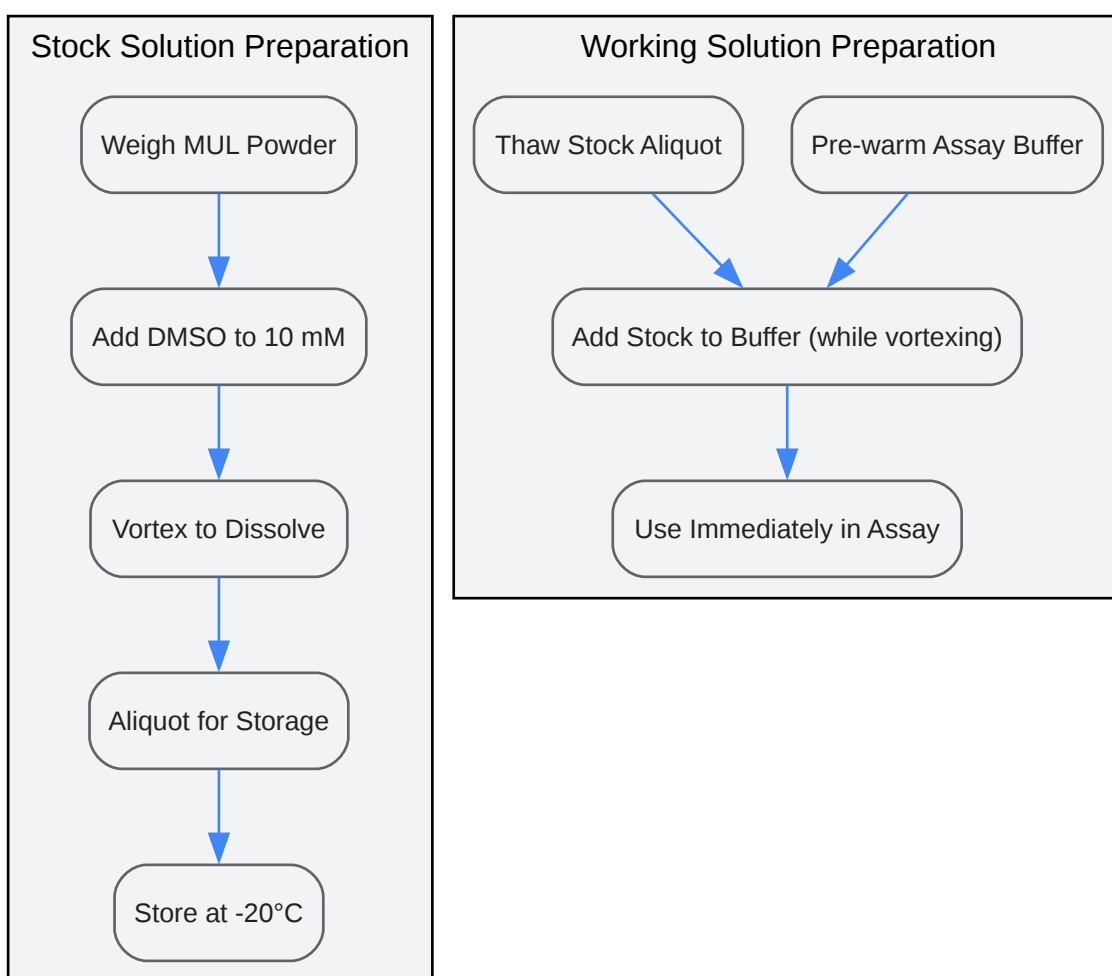 Stock Solution Preparation
Weigh MUL Powder
Add DMSO to 10 mM
Vortex to Dissolve
Aliquot for Storage
Store at -20°C
Working Solution Preparation
Thaw Stock Aliquot
Pre-warm Assay Buffer
Add Stock to Buffer (while vortexing)
Use Immediately in Assay